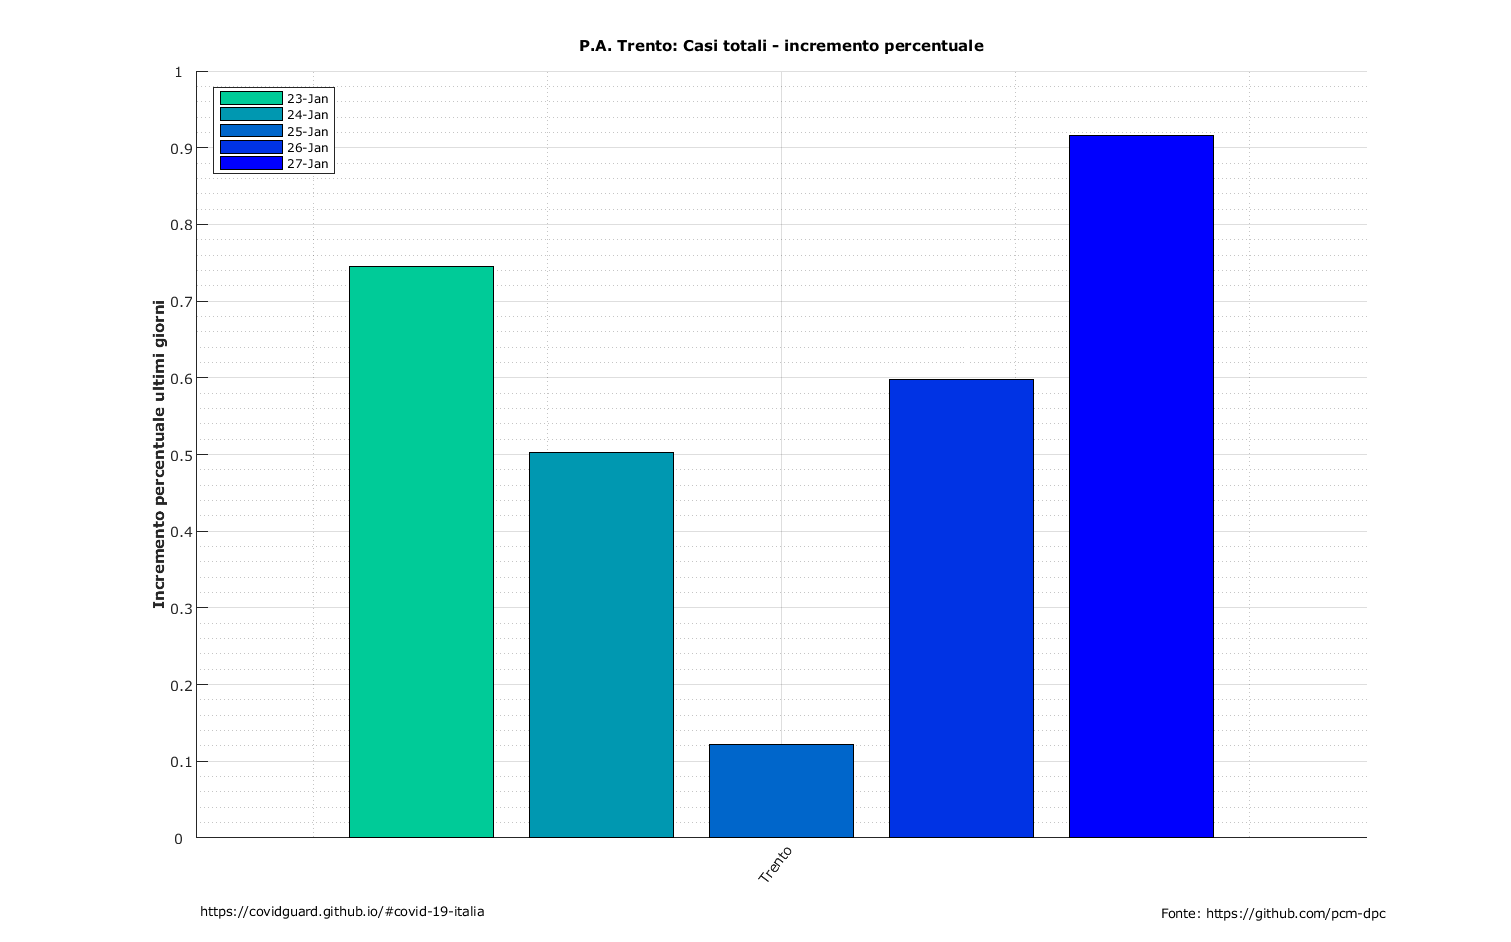 P.A. Trento: Casi totali - incremento percentuale
1
0.9
0.8
0.7
0.6
0.5
0.4
0.3
0.2
0.1
0
Incremento percentuale ultimi giorni
23-Jan
24-Jan
25-Jan
26-Jan
27-Jan
Trento
https://covidguard.github.io/#covid-19-italia
Fonte: https://github.com/pcm-dpc